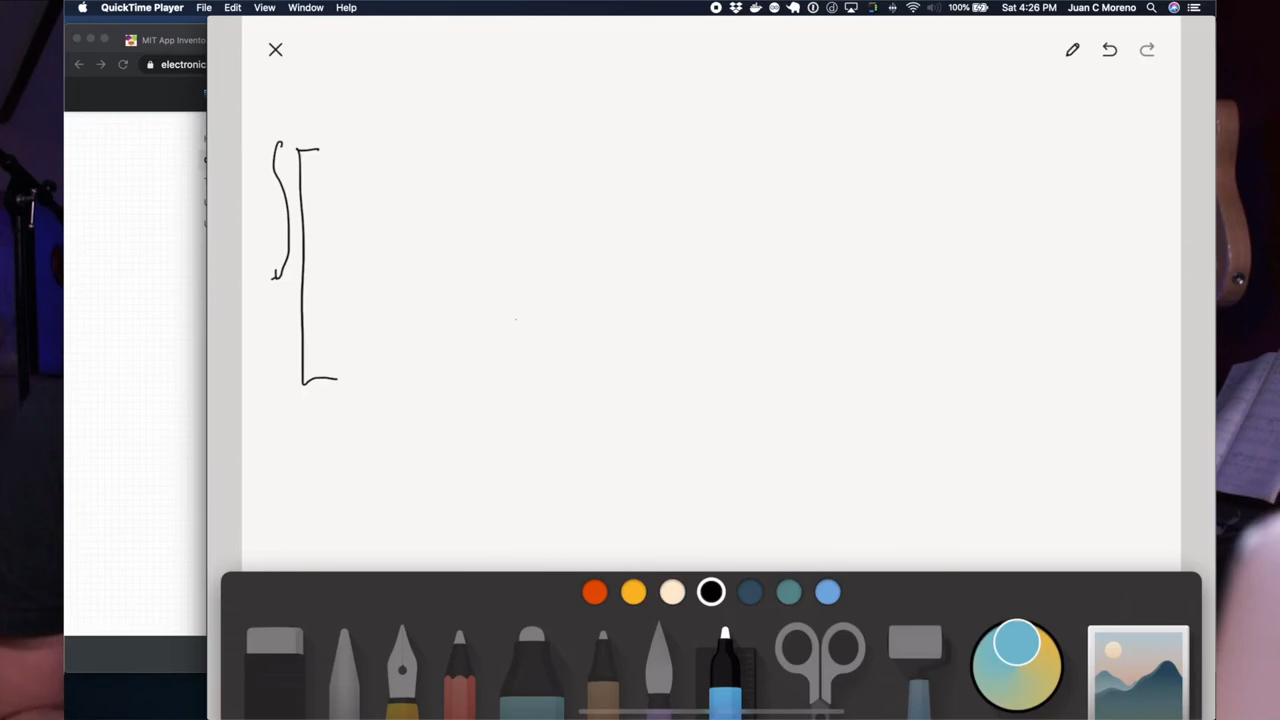 QuickTime Player File Edit View Window Help 100% Sat 4:26 PM Juan C Moreno
MIT App Invento
electronic